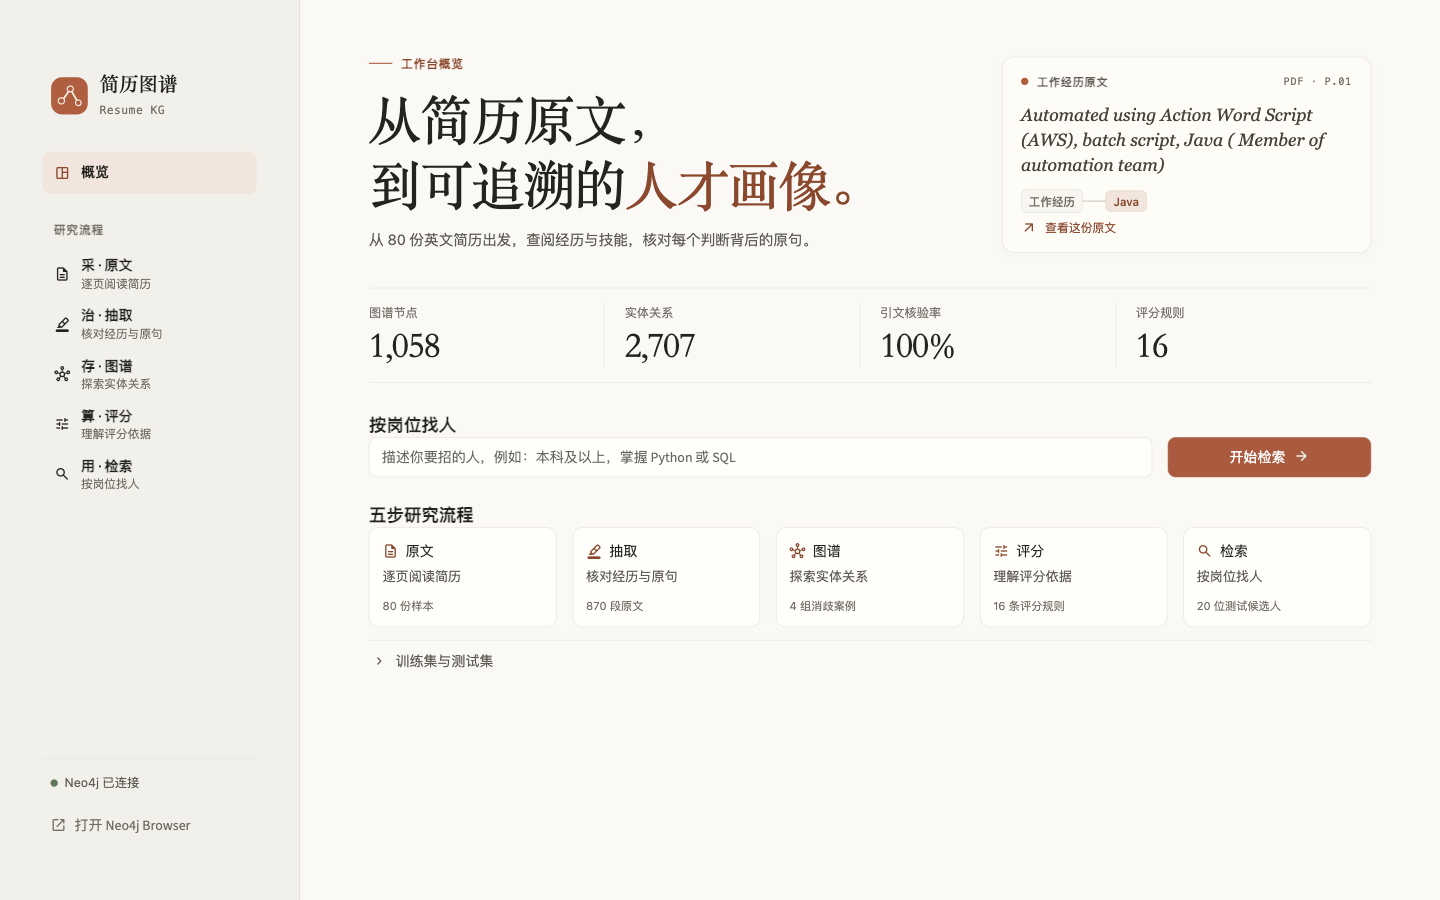 简历图谱
Resume KG
概览
研究流程
采 · 原文
逐页阅读简历
治 · 抽取
核对经历与原句
存 · 图谱
探索实体关系
算 · 评分
理解评分依据
用 · 检索
按岗位找人
Neo4j 已连接
打开 Neo4j Browser
工作台概览
从简历原文，
到可追溯的人才画像。
从 80 份英文简历出发，查阅经历与技能，核对每个判断背后的原句。
工作经历原文
PDF · P.01
Automated using Action Word Script
(AWS), batch script, Java ( Member of
automation team)
工作经历
Java
查看这份原文
图谱节点
1,058
实体关系
2,707
引文核验率
100%
评分规则
16
按岗位找人
描述你要招的人，例如：本科及以上，掌握 Python 或 SQL
开始检索
五步研究流程
原文
逐页阅读简历
80 份样本
抽取
核对经历与原句
870 段原文
图谱
探索实体关系
4 组消歧案例
评分
理解评分依据
16 条评分规则
检索
按岗位找人
20 位测试候选人
训练集与测试集